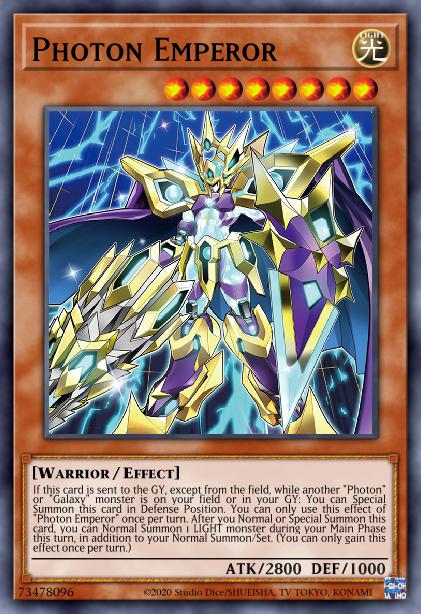 PHOTON EMPEROR
LIGHT
光
[WARRIOR / EFFECT]
If this card is sent to the GY, except from the field, while another "Photon"
or "Galaxy" monster is on your field or in your GY: You can Special
Summon this card in Defense Position. You can only use this effect of
"Photon Emperor" once per turn. After you Normal or Special Summon this
card, you can Normal Summon 1 LIGHT monster during your Main Phase
this turn, in addition to your Normal Summon/Set. (You can only gain this
effect once per turn.)
ATK/2800 DEF/1000
73478096
©2020 Studio Dice/SHUEISHA, TV TOKYO, KONAMI